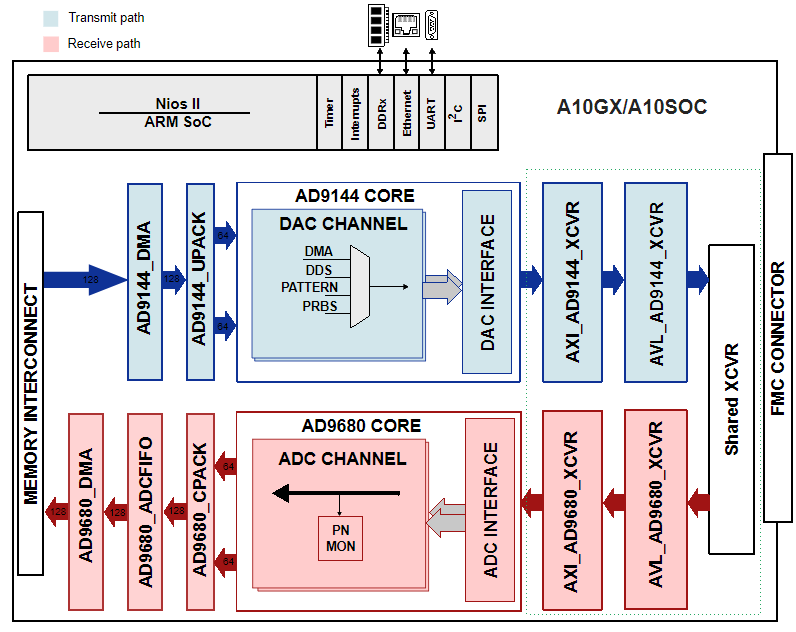 Transmit path
Receive path
Nios II
ARM SoC
Timer
Interrupts
DDRx
Ethernet
UART
I2C
SPI
A10GX/A10SOC
MEMORY INTERCONNECT
128
AD9144_DMA
128
AD9144_UPACK
64
64
AD9144 CORE
DAC CHANNEL
DMA
DDS
PATTERN
PRBS
DAC INTERFACE
AXI_AD9144_XCVR
AVL_AD9144_XCVR
Shared XCVR
FMC CONNECTOR
128
AD9680_DMA
128
AD9680_ADCFIFO
128
AD9680_CPACK
64
64
AD9680 CORE
ADC CHANNEL
PN
MON
ADC INTERFACE
AXI_AD9680_XCVR
AVL_AD9680_XCVR